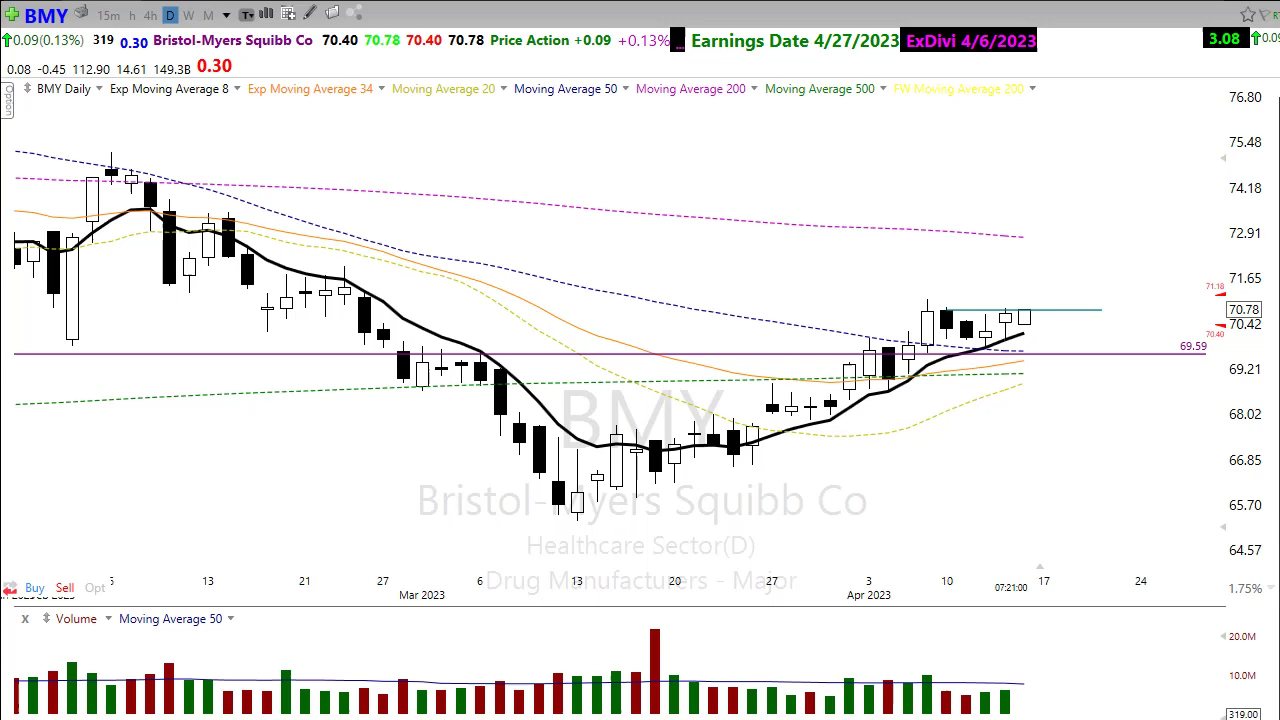 BMY 15m h 4h D W M T
0.09(0.13%) 319 0.30 Bristol-Myers Squibb Co 70.40 70.78 70.40 70.78 Price Action +0.09 +0.13% ... Earnings Date 4/27/2023 ExDivi 4/6/2023 3.08 0.09
0.08 -0.45 112.90 14.61 149.3B 0.30
Option
BMY Daily Exp Moving Average 8 Exp Moving Average 34 Moving Average 20 Moving Average 50 Moving Average 200 Moving Average 500 FW Moving Average 200
76.80
75.48
74.18
72.91
71.65
71.18
70.78
70.42
70.40
69.59
69.21
68.02
66.85
65.70
64.57
BMY
Bristol-Myers Squibb Co
Healthcare Sector(D)
Drug Manufacturers - Major
13 21 27 6 13 20 27 3 10 07:21:00 17 24
Buy Sell Opt
Mar 2023 Apr 2023
1.75%
X Volume Moving Average 50
20.0M
10.0M
319.00